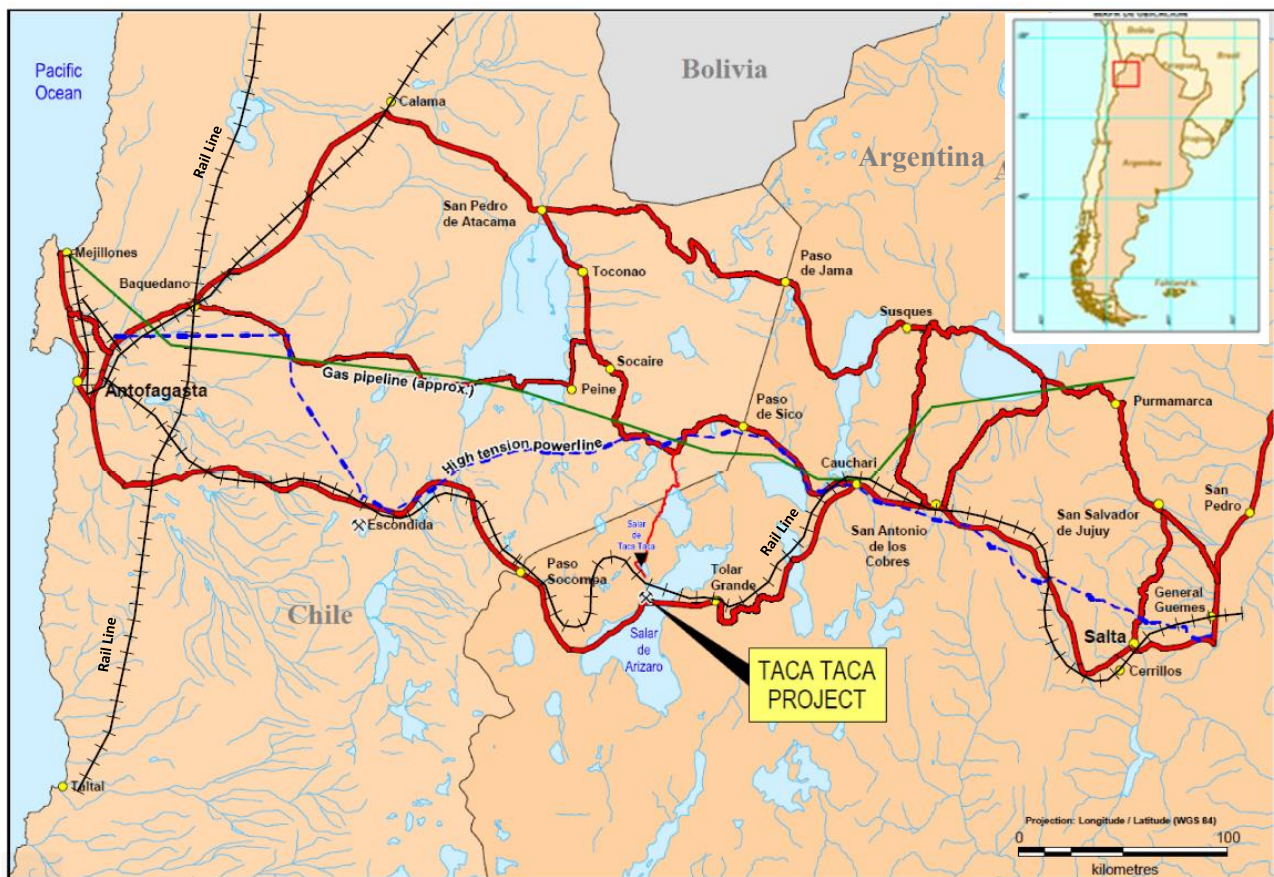 Pacific
Ocean
Calama
Rail Line
Bolivia
Argentina
San Pedro
de Atacama
Mejillones
Baquedano
Toconao
Paso
de Jama
Susques
Antofagasta
Gas pipeline (approx.)
Socaire
Peine
Paso
de Sico
Purmamarca
High tension powerline
Cauchari
San
Pedro
Escondida
San Antonio
de los
Cobres
San Salvador
de Jujuy
Salar
de
Taca Taca
Rail Line
Paso
Socompa
Tolar
Grande
General
Guemes
Chile
Salar
de
Arizaro
Salta
Cerrillos
Rail Line
TACA TACA
PROJECT
Taltal
Projection: Longitude / Latitude (WGS 84)
0 100
kilometres
Bolivia
Brasil
Argentina
Falkland Is.